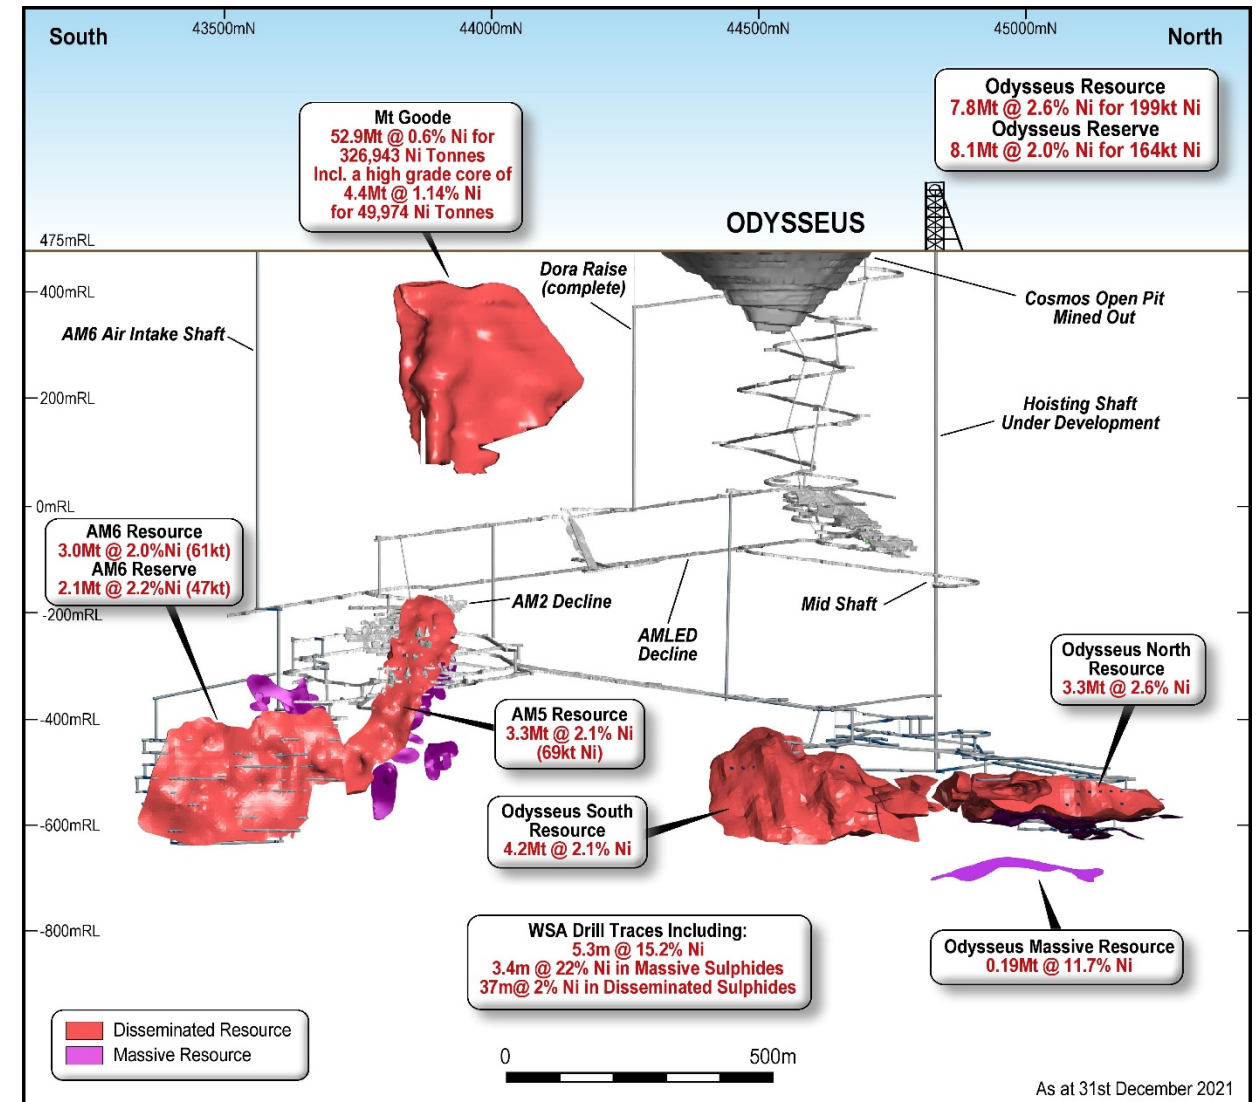 South
43500mN
44000mN
44500mN
45000mN
North
Mt Goode
52.9Mt @ 0.6% Ni for
326,943 Ni Tonnes
Incl. a high grade core of
4.4Mt @ 1.14% Ni
for 49,974 Ni Tonnes
Odysseus Resource
7.8Mt @ 2.6% Ni for 199kt Ni
Odysseus Reserve
8.1Mt @ 2.0% Ni for 164kt Ni
ODYSSEUS
475mRL
400mRL
200mRL
0mRL
-200mRL
-400mRL
-600mRL
-800mRL
AM6 Air Intake Shaft
Dora Raise
(complete)
Cosmos Open Pit
Mined Out
Hoisting Shaft
Under Development
AM6 Resource
3.0Mt @ 2.0%Ni (61kt)
AM6 Reserve
2.1Mt @ 2.2%Ni (47kt)
AM2 Decline
AMLED
Decline
Mid Shaft
Odysseus North
Resource
3.3Mt @ 2.6% Ni
AM5 Resource
3.3Mt @ 2.1% Ni
(69kt Ni)
Odysseus South
Resource
4.2Mt @ 2.1% Ni
WSA Drill Traces Including:
5.3m @ 15.2% Ni
3.4m @ 22% Ni in Massive Sulphides
37m@ 2% Ni in Disseminated Sulphides
Odysseus Massive Resource
0.19Mt @ 11.7% Ni
Disseminated Resource
Massive Resource
0
500m
As at 31st December 2021